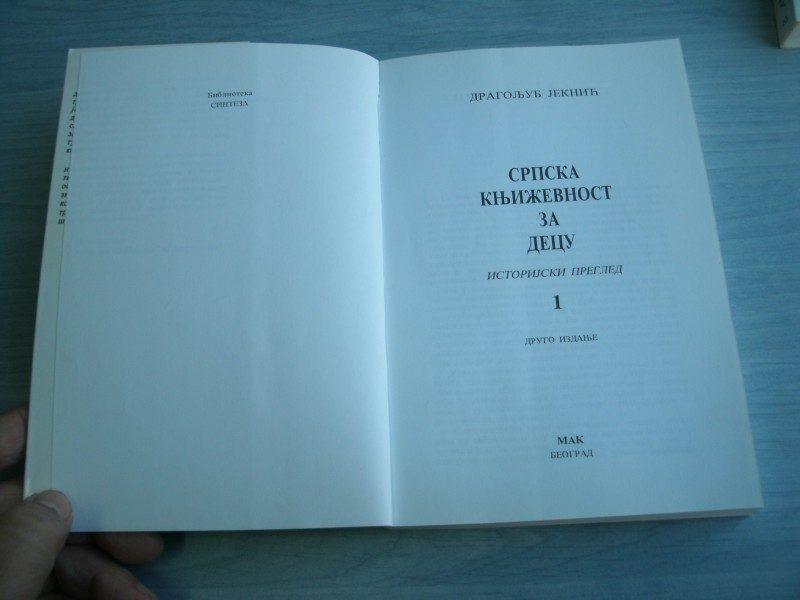 Библиотека
СИНТЕЗА
ДРАГОЉУБ ЈЕКНИЋ
СРПСКА
КЊИЖЕВНОСТ
ЗА
ДЕЦУ
ИСТОРИЈСКИ ПРЕГЛЕД
1
ДРУГО ИЗДАЊЕ
МАК
БЕОГРАД